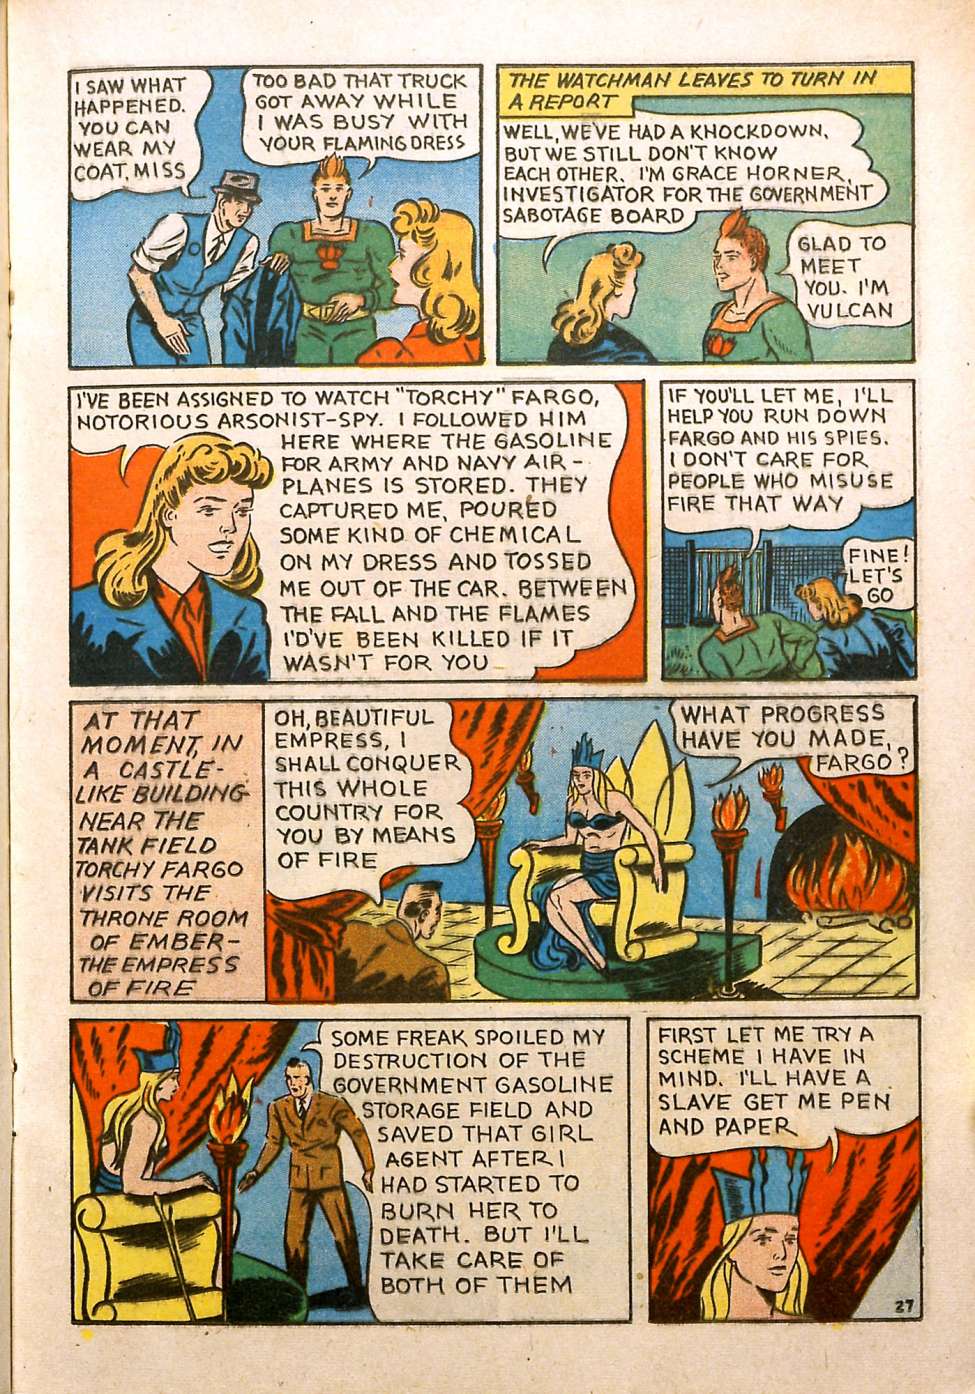 I SAW WHAT
HAPPENED.
YOU CAN
WEAR MY
COAT, MISS
TOO BAD THAT TRUCK
GOT AWAY WHILE
I WAS BUSY WITH
YOUR FLAMING DRESS
THE WATCHMAN LEAVES TO TURN IN
A REPORT
WELL, WE'VE HAD A KNOCKDOWN,
BUT WE STILL DON'T KNOW
EACH OTHER. I'M GRACE HORNER,
INVESTIGATOR FOR THE GOVERNMENT
SABOTAGE BOARD
GLAD TO
MEET
YOU. I'M
VULCAN
I'VE BEEN ASSIGNED TO WATCH "TORCHY" FARGO,
NOTORIOUS ARSONIST-SPY. I FOLLOWED HIM
HERE WHERE THE GASOLINE
FOR ARMY AND NAVY AIR-
PLANES IS STORED. THEY
CAPTURED ME, POURED
SOME KIND OF CHEMICAL
ON MY DRESS AND TOSSED
ME OUT OF THE CAR. BETWEEN
THE FALL AND THE FLAMES
I'D'VE BEEN KILLED IF IT
WASN'T FOR YOU
IF YOU'LL LET ME, I'LL
HELP YOU RUN DOWN
FARGO AND HIS SPIES.
I DON'T CARE FOR
PEOPLE WHO MISUSE
FIRE THAT WAY
FINE!
LET'S
GO
AT THAT
MOMENT, IN
A CASTLE-
LIKE BUILDING
NEAR THE
TANK FIELD
TORCHY FARGO
VISITS THE
THRONE ROOM
OF EMBER-
THE EMPRESS
OF FIRE
OH, BEAUTIFUL
EMPRESS, I
SHALL CONQUER
THIS WHOLE
COUNTRY FOR
YOU BY MEANS
OF FIRE
WHAT PROGRESS
HAVE YOU MADE,
FARGO?
SOME FREAK SPOILED MY
DESTRUCTION OF THE
GOVERNMENT GASOLINE
STORAGE FIELD AND
SAVED THAT GIRL
AGENT AFTER I
HAD STARTED TO
BURN HER TO
DEATH. BUT I'LL
TAKE CARE OF
BOTH OF THEM
FIRST LET ME TRY A
SCHEME I HAVE IN
MIND. I'LL HAVE A
SLAVE GET ME PEN
AND PAPER
27